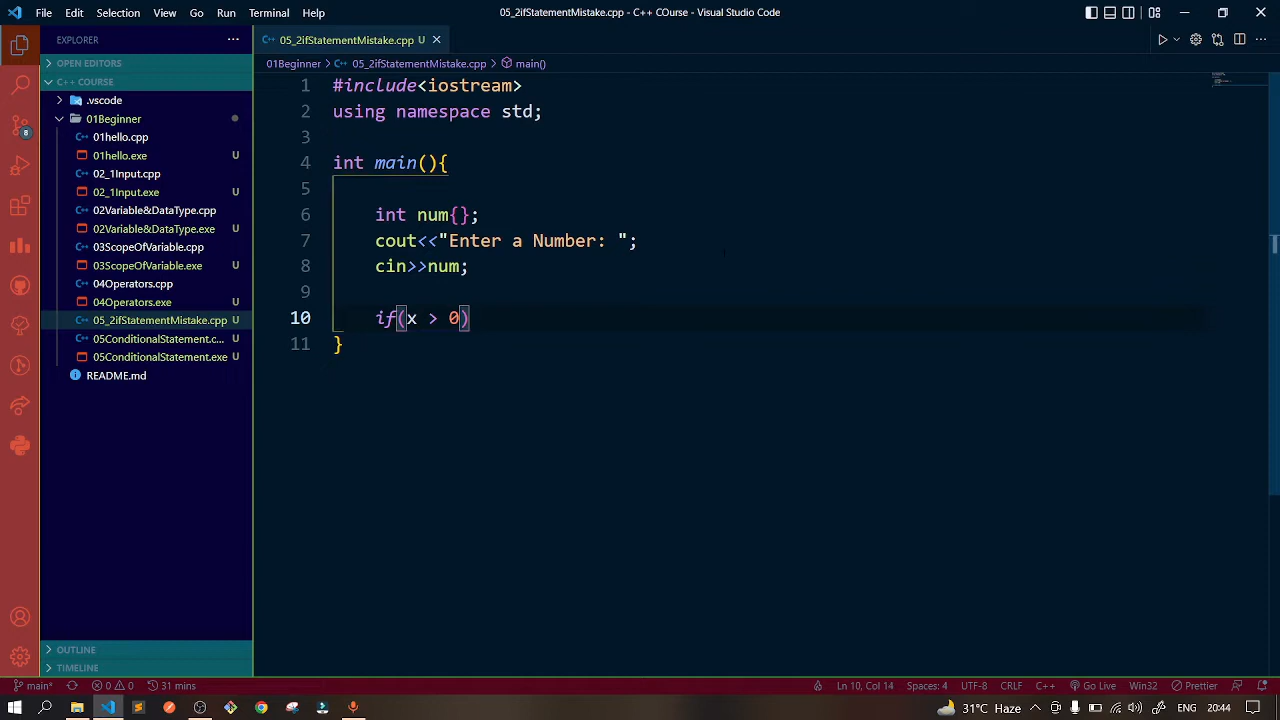 File Edit Selection View Go Run Terminal Help
05_2ifStatementMistake.cpp - C++ COurse - Visual Studio Code
EXPLORER
OPEN EDITORS
C++ COURSE
.vscode
01Beginner
01hello.cpp
01hello.exe U
02_1Input.cpp
02_1Input.exe U
02Variable&DataType.cpp
02Variable&DataType.exe U
03ScopeOfVariable.cpp
03ScopeOfVariable.exe U
04Operators.cpp
04Operators.exe U
05_2ifStatementMistake.cpp U
05ConditionalStatement.c...
05ConditionalStatement.exe
README.md
OUTLINE
TIMELINE
8
05_2ifStatementMistake.cpp U
01Beginner > 05_2ifStatementMistake.cpp > main()
1 #include<iostream>
2 using namespace std;
3
4 int main(){
5
6 int num{};
7 cout<<"Enter a Number: ";
8 cin>>num;
9
10 if(x > 0)
11 }
main* 0 0 31 mins
Ln 10, Col 14 Spaces: 4 UTF-8 CRLF C++ Go Live Win32 Prettier
31°C Haze ENG 20:44